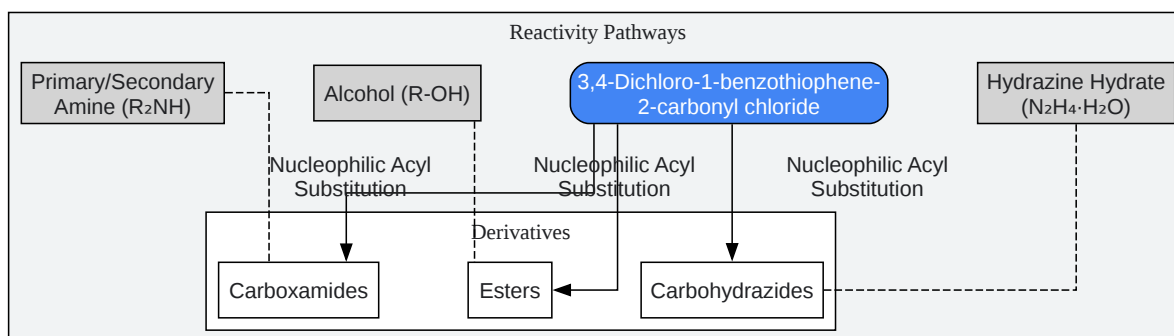 Reactivity Pathways
Primary/Secondary
Amine (R₂NH)
Alcohol (R-OH)
3,4-Dichloro-1-benzothiophene-
2-carbonyl chloride
Hydrazine Hydrate
(N₂H₄·H₂O)
Nucleophilic Acyl
Substitution
Nucleophilic Acyl
Substitution
Nucleophilic Acyl
Substitution
Derivatives
Carboxamides
Esters
Carbohydrazides